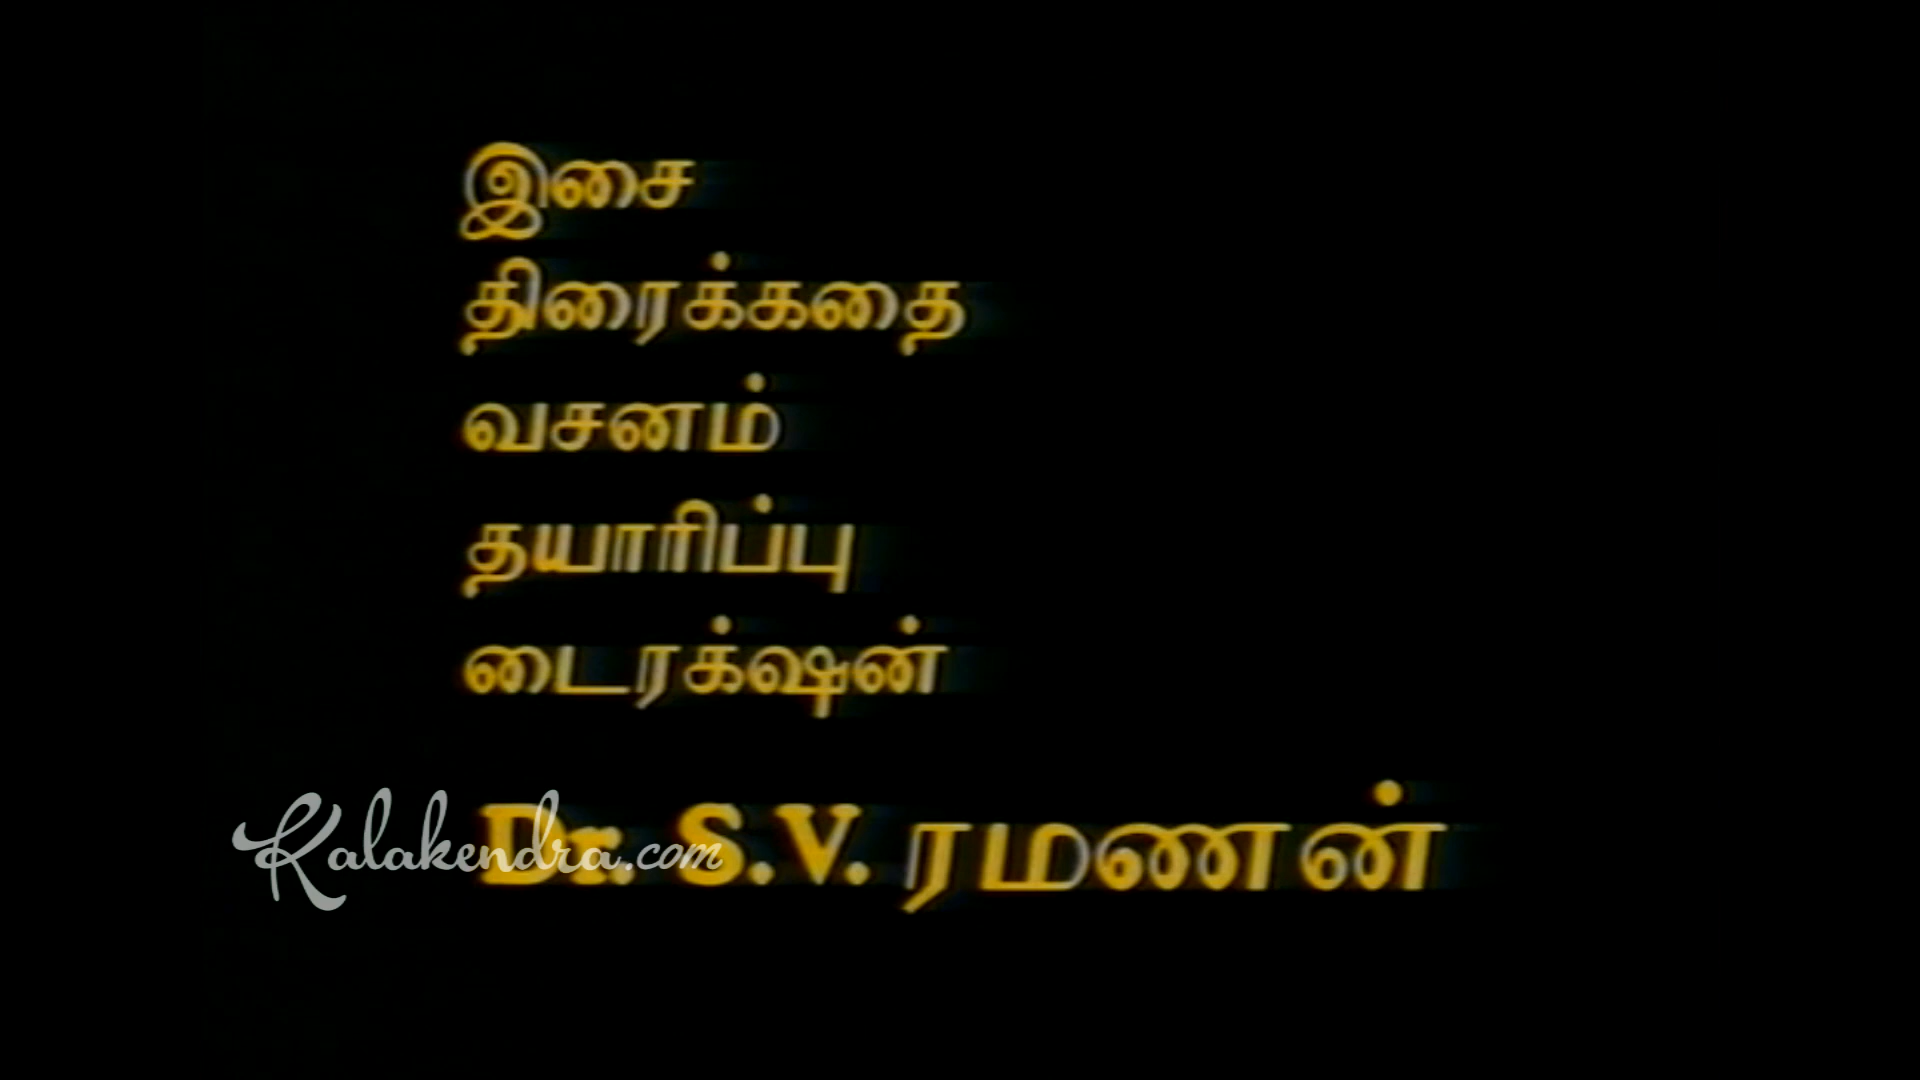 இசை
திரைக்கதை
வசனம்
தயாரிப்பு
டைரக்ஷன்
Dr. S.V. ரமணன்
Kalakendra.com